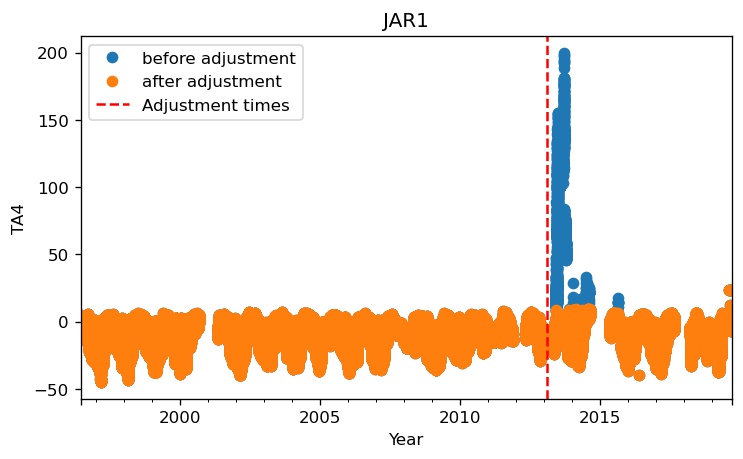 JAR1
before adjustment
after adjustment
Adjustment times
TA4
200
150
100
50
0
−50
2000
2005
2010
2015
Year